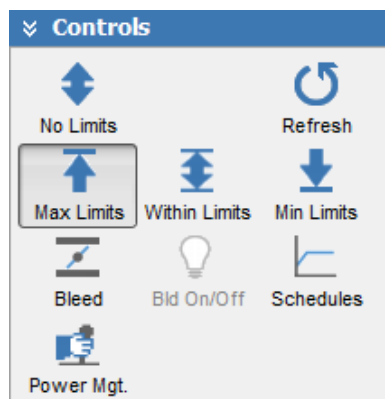 Controls
No Limits Refresh
Max Limits Within Limits Min Limits
Bleed Bld On/Off Schedules
Power Mgt.